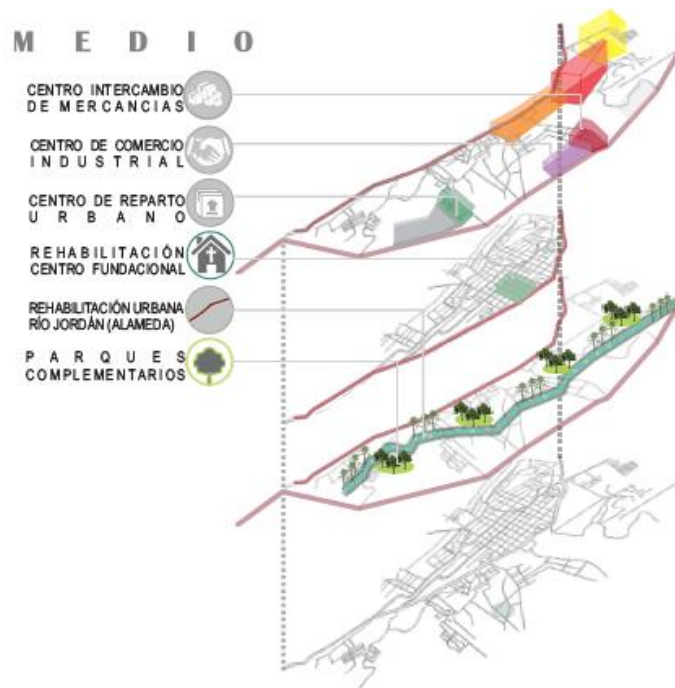 MEDIO
CENTRO INTERCAMBIO
DE MERCANCIAS
CENTRO DE COMERCIO
INDUSTRIAL
CENTRO DE REPARTO
URBANO
REHABILITACIÓN
CENTRO FUNDACIONAL
REHABILITACIÓN URBANA
RÍO JORDÁN (ALAMEDA)
PARQUES
COMPLEMENTARIOS